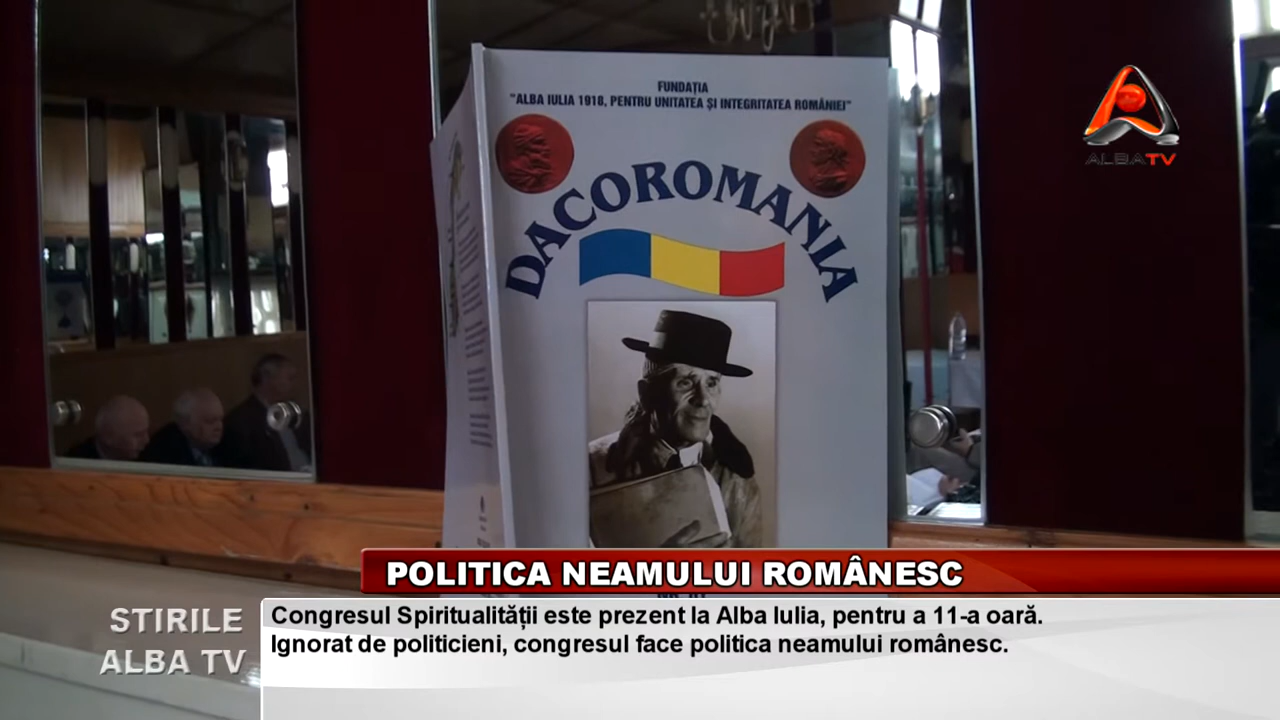 FUNDAȚIA
"ALBA IULIA 1918, PENTRU UNITATEA ȘI INTEGRITATEA ROMÂNIEI"
DACOROMANIA
ALBA TV
POLITICA NEAMULUI ROMÂNESC
STIRILE
ALBA TV
Congresul Spiritualității este prezent la Alba Iulia, pentru a 11-a oară.
Ignorat de politicieni, congresul face politica neamului românesc.